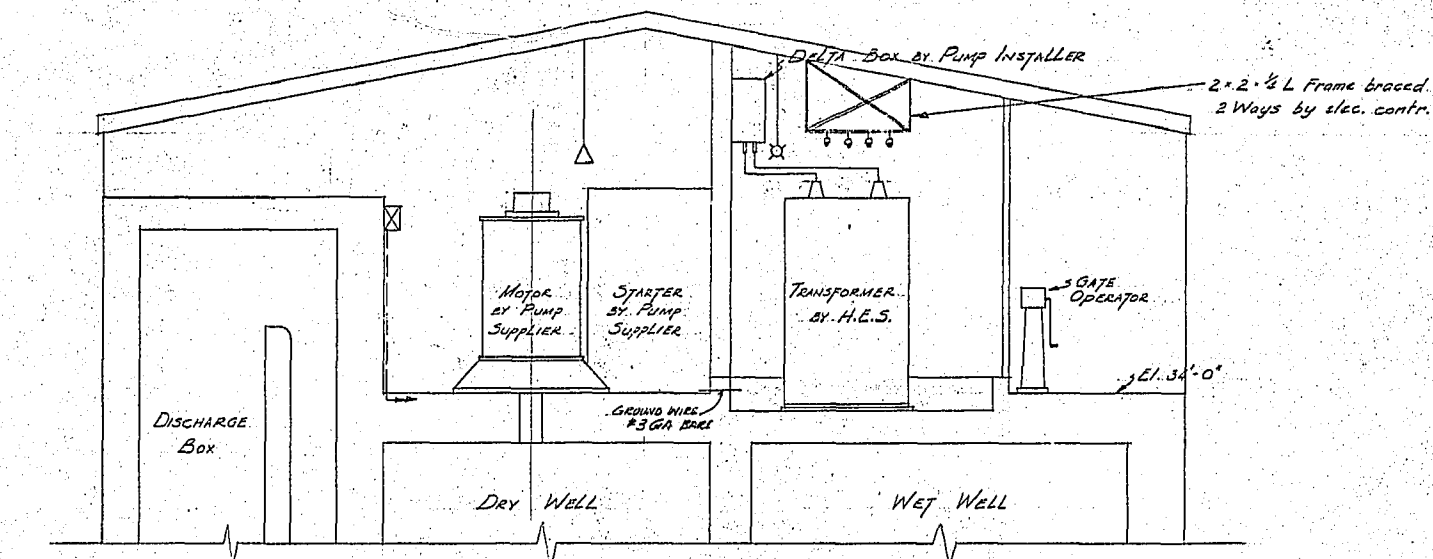 DELTA BOX BY PUMP INSTALLER
2 x 2 x 1/4 L Frame braced
2 Ways by elec. contr.
MOTOR
BY PUMP
SUPPLIER
STARTER
BY PUMP
SUPPLIER
TRANSFORMER
BY H.E.S.
GATE
OPERATOR
El. 34'-0"
GROUND WIRE
#3 GA BARE
DISCHARGE
BOX
DRY WELL
WET WELL